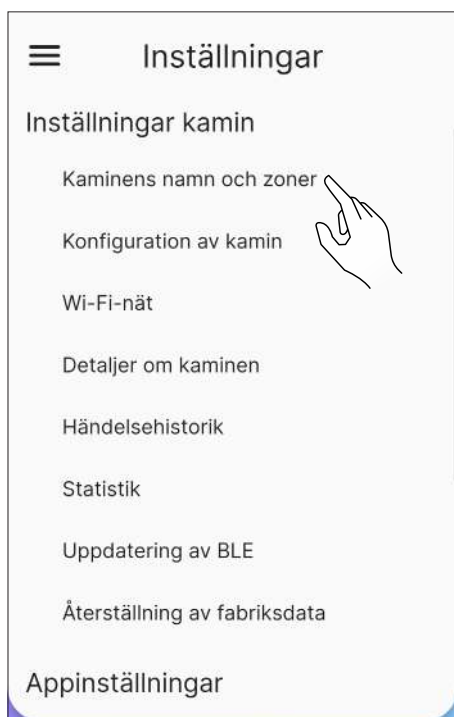 Inställningar
Inställningar kamin
Kaminens namn och zoner
Konfiguration av kamin
Wi-Fi-nät
Detaljer om kaminen
Händelsehistorik
Statistik
Uppdatering av BLE
Återställning av fabriksdata
Appinställningar